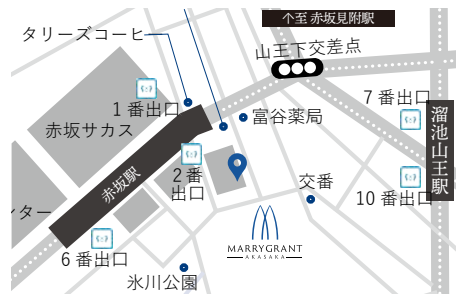 不至 赤坂見附駅
タリーズコーヒー
山王下交差点
1番出口
富谷薬局
7番出口
赤坂サカス
溜池山王駅
赤坂駅
2番
出口
交番
10番出口
ンター
MARRYGRANT
AKASAKA
6番出口
氷川公園